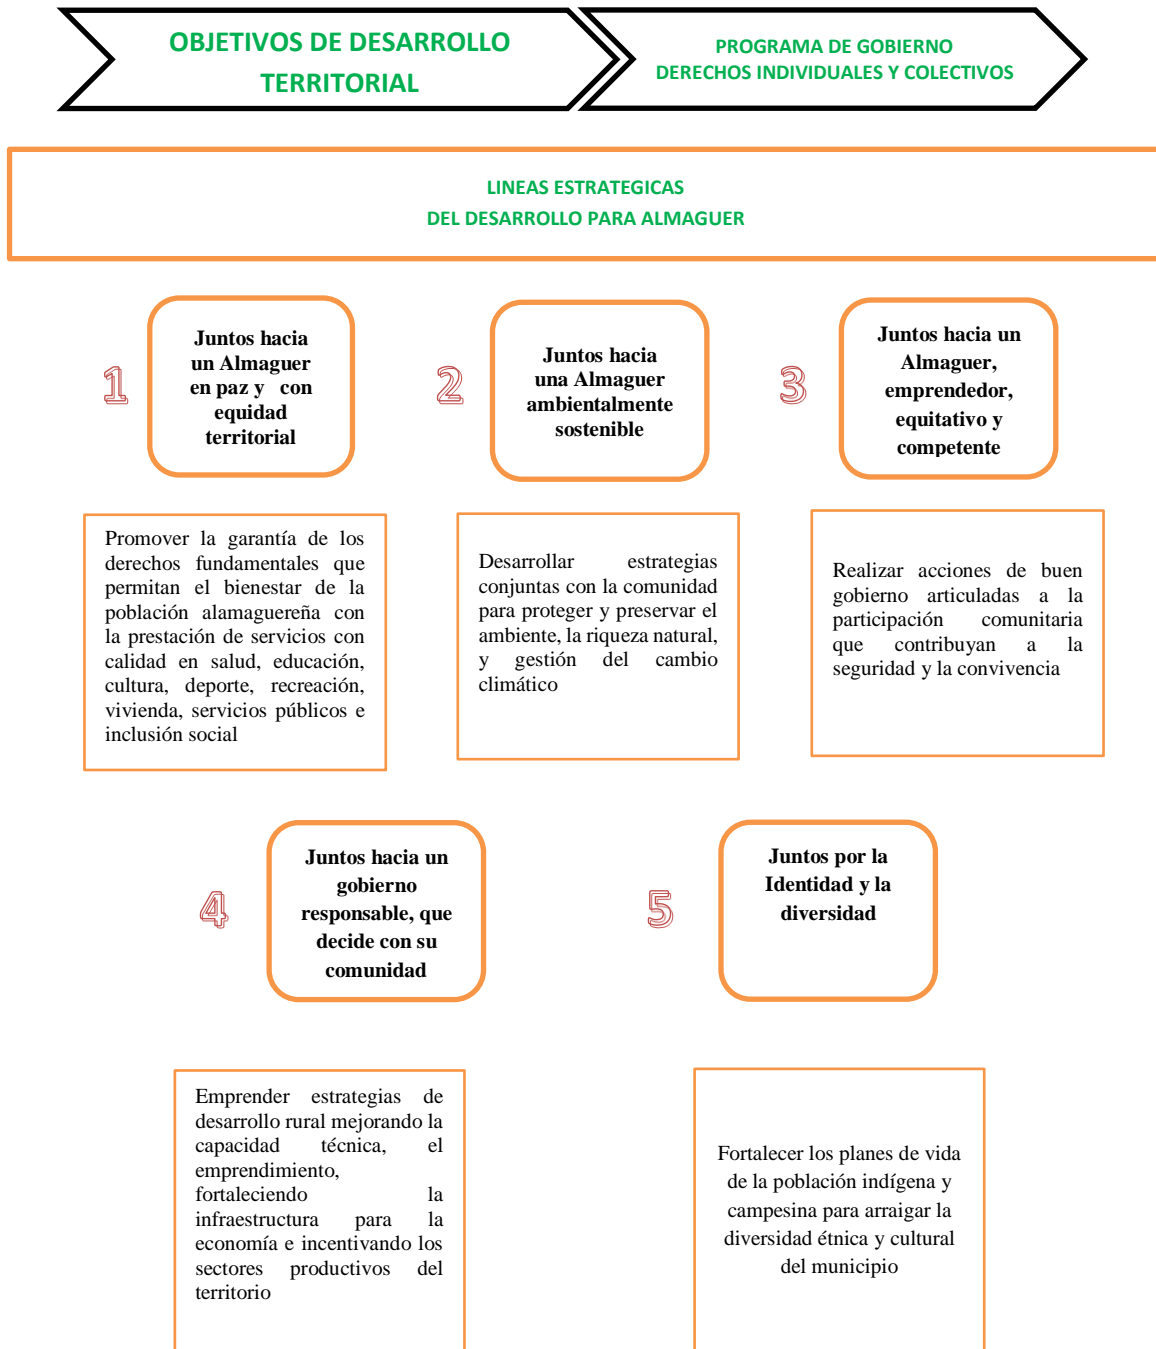 OBJETIVOS DE DESARROLLO
TERRITORIAL
PROGRAMA DE GOBIERNO
DERECHOS INDIVIDUALES Y COLECTIVOS
LINEAS ESTRATEGICAS
DEL DESARROLLO PARA ALMAGUER
1
Juntos hacia
un Almaguer
en paz y con
equidad
territorial
2
Juntos hacia
una Almaguer
ambientalmente
sostenible
3
Juntos hacia un
Almaguer,
emprendedor,
equitativo y
competente
Promover la garantía de los
derechos fundamentales que
permitan el bienestar de la
población alamaguereña con
la prestación de servicios con
calidad en salud, educación,
cultura, deporte, recreación,
vivienda, servicios públicos e
inclusión social
Desarrollar estrategias
conjuntas con la comunidad
para proteger y preservar el
ambiente, la riqueza natural,
y gestión del cambio
climático
Realizar acciones de buen
gobierno articuladas a la
participación comunitaria
que contribuyan a la
seguridad y la convivencia
4
Juntos hacia un
gobierno
responsable, que
decide con su
comunidad
5
Juntos por la
Identidad y la
diversidad
Emprender estrategias de
desarrollo rural mejorando la
capacidad técnica, el
emprendimiento,
fortaleciendo la
infraestructura para la
economía e incentivando los
sectores productivos del
territorio
Fortalecer los planes de vida
de la población indígena y
campesina para arraigar la
diversidad étnica y cultural
del municipio